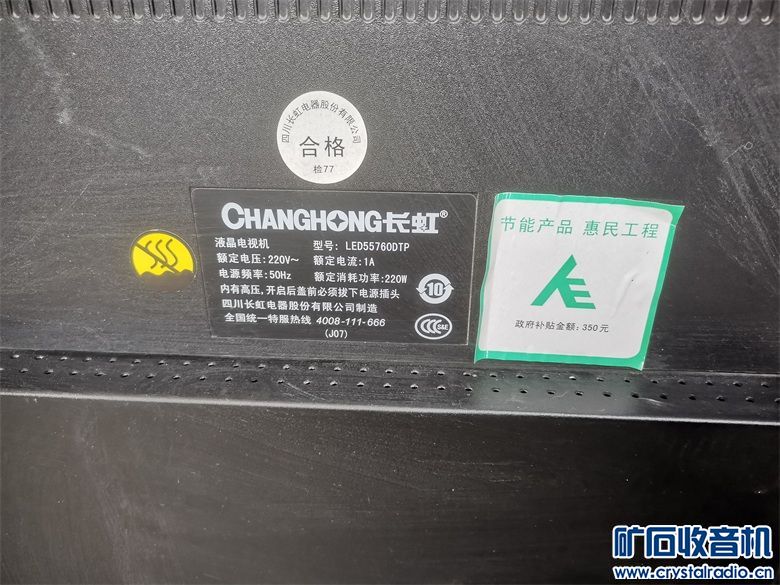 四川长虹电器股份有限公司
合格
检77
CHANGHONG长虹®
液晶电视机 型号：LED55760DTP
额定电压：220V～ 额定电流：1A
电源频率：50Hz 额定消耗功率：220W
内有高压，开启后盖前必须拔下电源插头
四川长虹电器股份有限公司制造
全国统一特服热线 4008-111-666
(J07)
10
CCC S&E
节能产品 惠民工程
政府补贴金额：350元
矿石收音机
www.crystalradio.cn